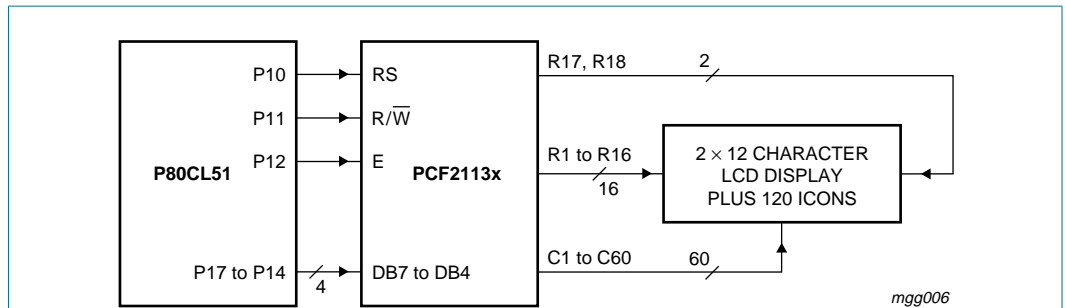 P80CL51
P10
P11
P12
P17 to P14
4
PCF2113x
RS
R/W̅
E
DB7 to DB4
R17, R18
2
R1 to R16
16
C1 to C60
60
2 × 12 CHARACTER
LCD DISPLAY
PLUS 120 ICONS
mgg006